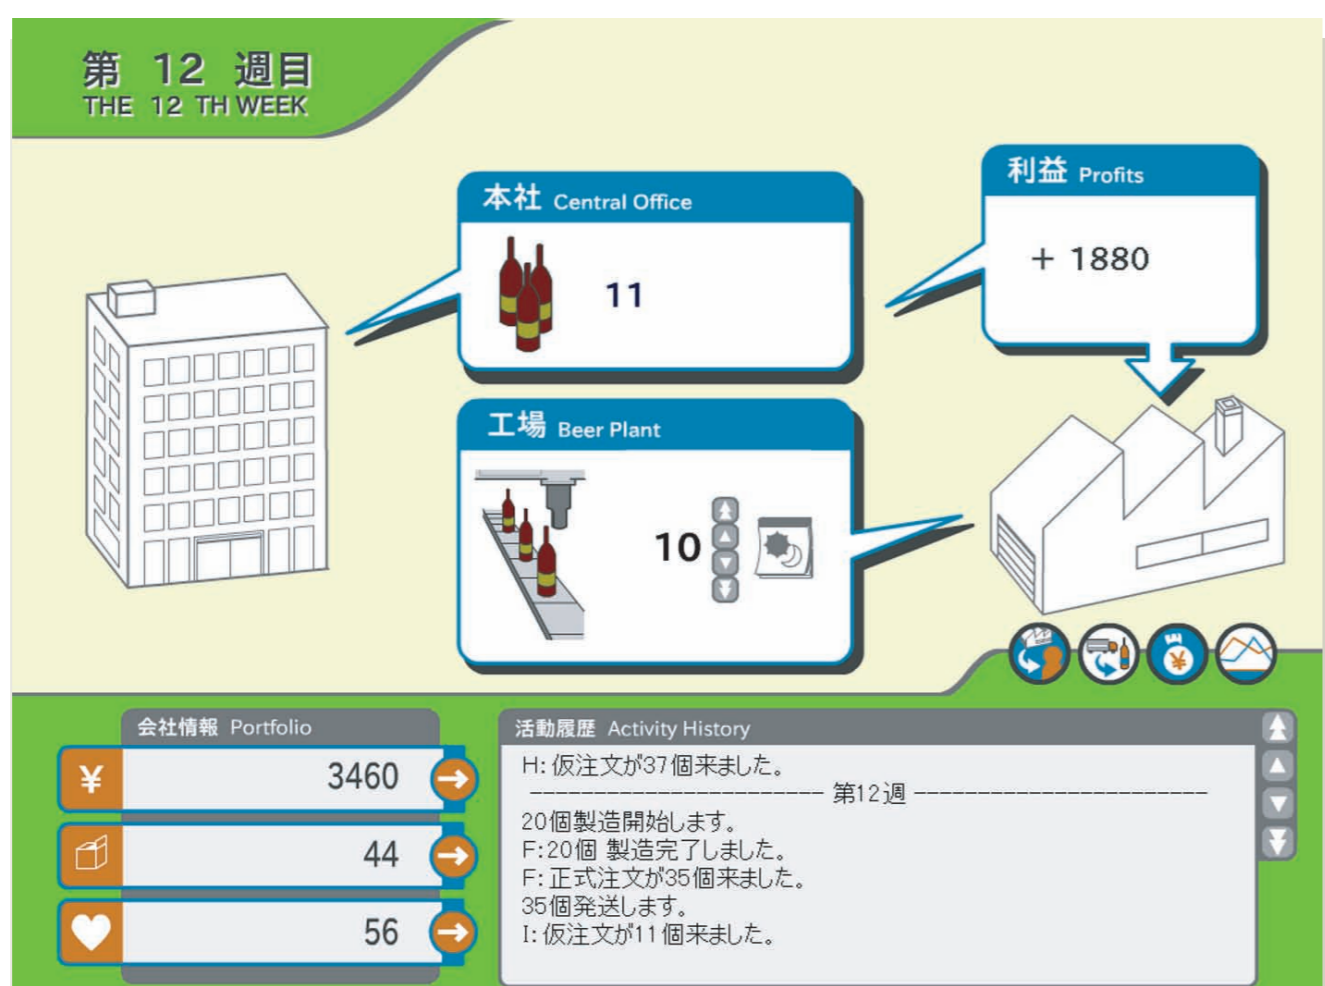 第 12 週目
THE 12 TH WEEK
本社 Central Office
11
利益 Profits
+ 1880
工場 Beer Plant
10
¥
会社情報 Portfolio
¥ 3460
44
56
活動履歴 Activity History
H:仮注文が37個来ました。
------------------------ 第12週 ------------------------
20個製造開始します。
F:20個 製造完了しました。
F:正式注文が35個来ました。
35個発送します。
I:仮注文が11個来ました。